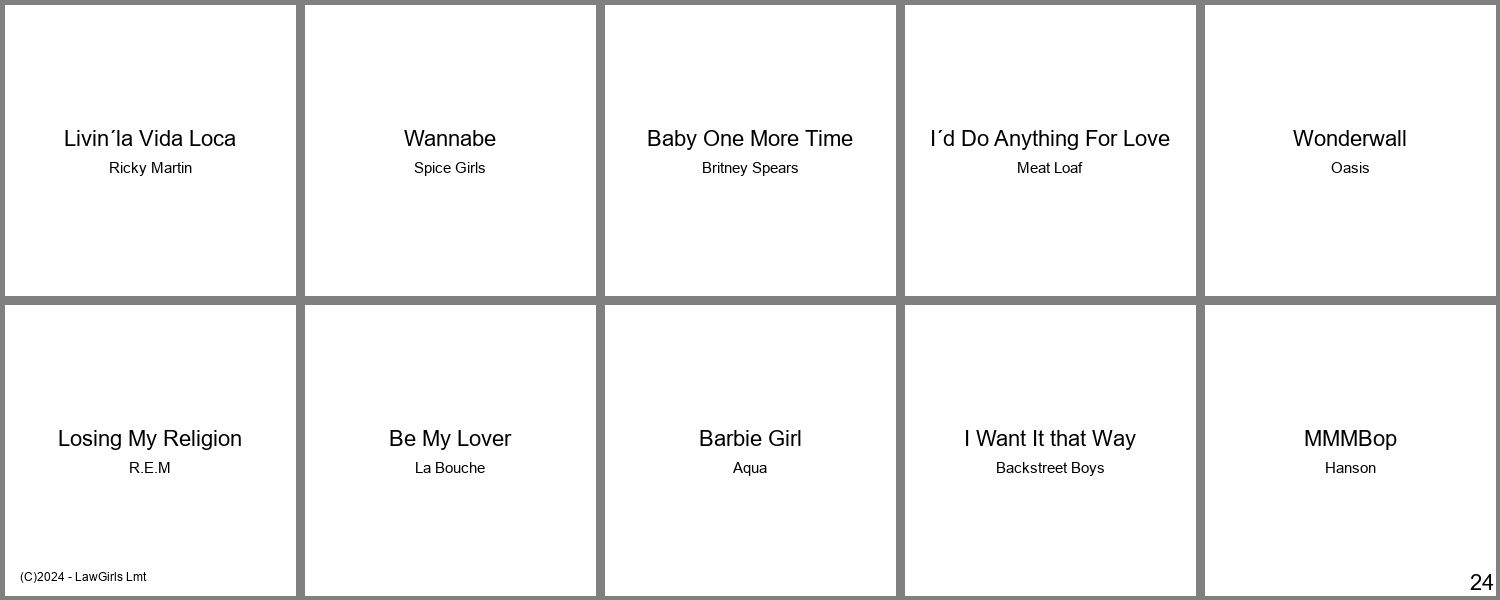 Livin´la Vida Loca
Ricky Martin
Wannabe
Spice Girls
Baby One More Time
Britney Spears
I´d Do Anything For Love
Meat Loaf
Wonderwall
Oasis
Losing My Religion
R.E.M
Be My Lover
La Bouche
Barbie Girl
Aqua
I Want It that Way
Backstreet Boys
MMMBop
Hanson
(C)2024 - LawGirls Lmt
24